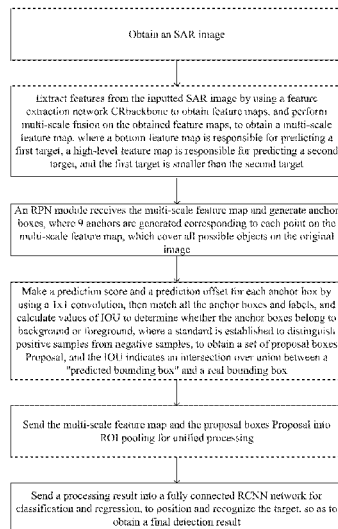 Obtain an SAR image
Extract features from the inputted SAR image by using a feature
extraction network CRbackbone to obtain feature maps, and perform
multi-scale fusion on the obtained feature maps, to obtain a multi-scale
feature map, where a bottom feature map is responsible for predicting a
first target, a high-level feature map is responsible for predicting a second
target, and the first target is smaller than the second target
An RPN module receives the multi-scale feature map and generate anchor
boxes, where 9 anchors are generated corresponding to each point on the
multi-scale feature map, which cover all possible objects on the original
image
Make a prediction score and a prediction offset for each anchor box by
using a 1x1 convolution, then match all the anchor boxes and labels, and
calculate values of IOU to determine whether the anchor boxes belong to
background or foreground, where a standard is established to distinguish
positive samples from negative samples, to obtain a set of proposal boxes
Proposal, and the IOU indicates an intersection over union between a
"predicted bounding box" and a real bounding box
Send the multi-scale feature map and the proposal boxes Proposal into
ROI pooling for unified processing
Send a processing result into a fully connected RCNN network for
classification and regression, to position and recognize the target, so as to
obtain a final detection result